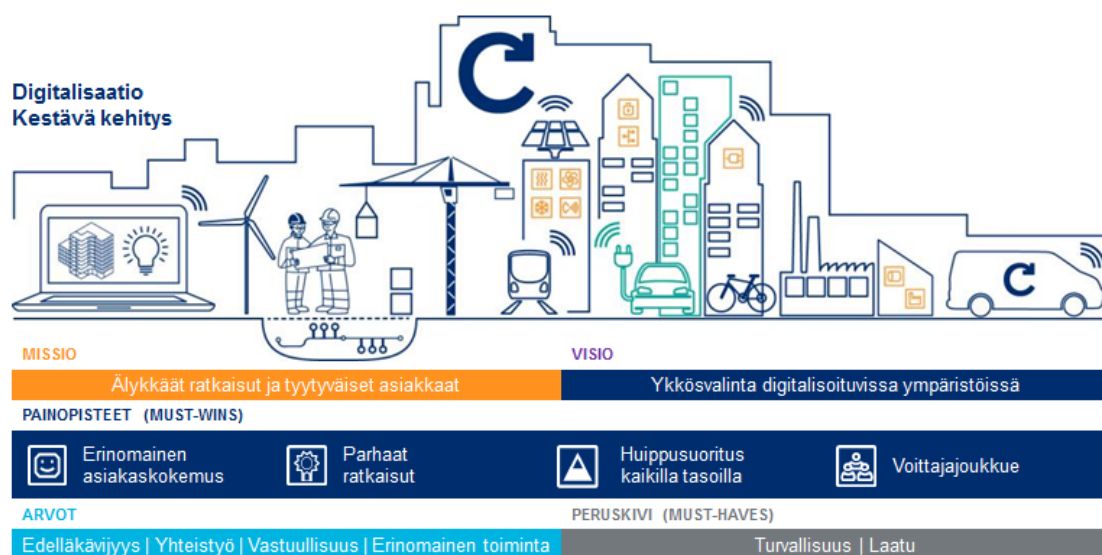 Digitalisaatio
Kestävä kehitys
MISSIO
VISIO
Älykkäät ratkaisut ja tyytyväiset asiakkaat
Ykkösvalinta digitalisoituvissa ympäristöissä
PAINOPISTEET (MUST-WINS)
Erinomainen
asiakaskokemus
Parhaat
ratkaisut
Huippusuoritus
kaikilla tasoilla
Voittajajoukkue
ARVOT
PERUSKIVI (MUST-HAVES)
Edelläkävijyys | Yhteistyö | Vastuullisuus | Erinomainen toiminta
Turvallisuus | Laatu